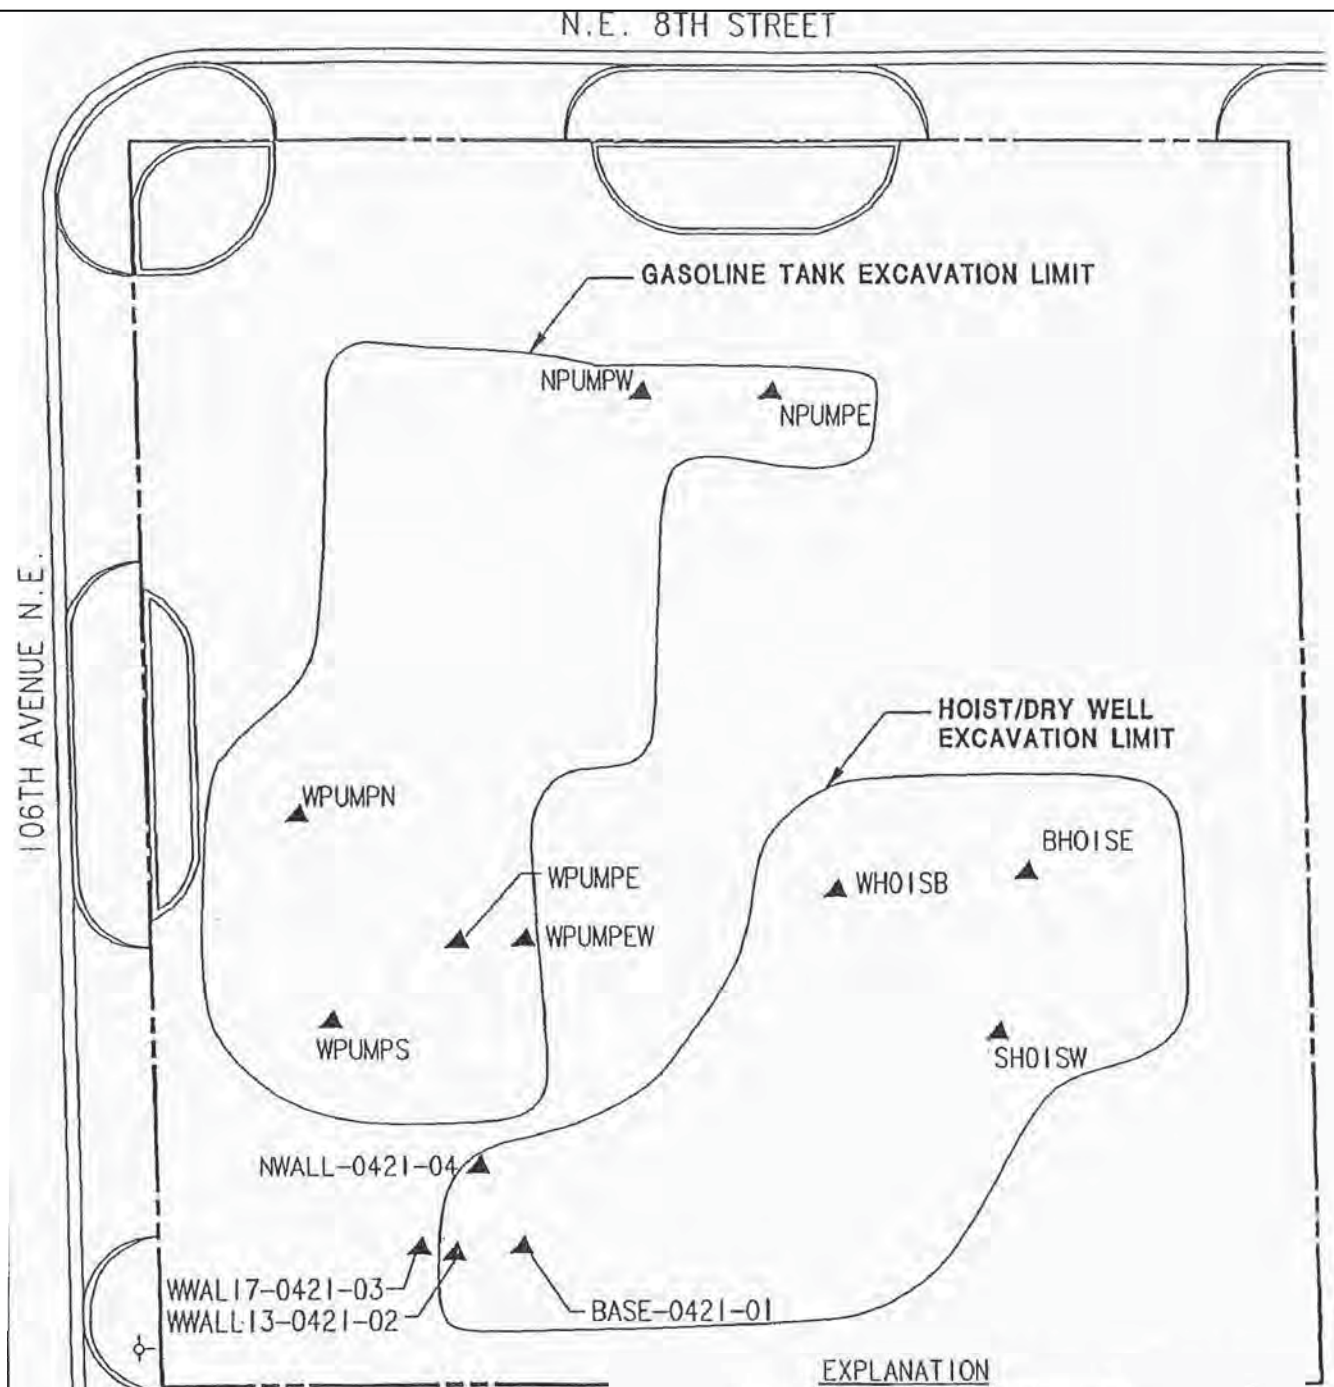 N.E. 8TH STREET
GASOLINE TANK EXCAVATION LIMIT
NPUMPW
NPUMPE
106TH AVENUE N.E.
HOIST/DRY WELL
EXCAVATION LIMIT
WPUMPN
BHOISE
WPUMPE
WHOISB
WPUMPEW
WPUMPS
SHOISW
NWALL-0421-04
WWAL17-0421-03
WWALL13-0421-02
BASE-0421-01
EXPLANATION